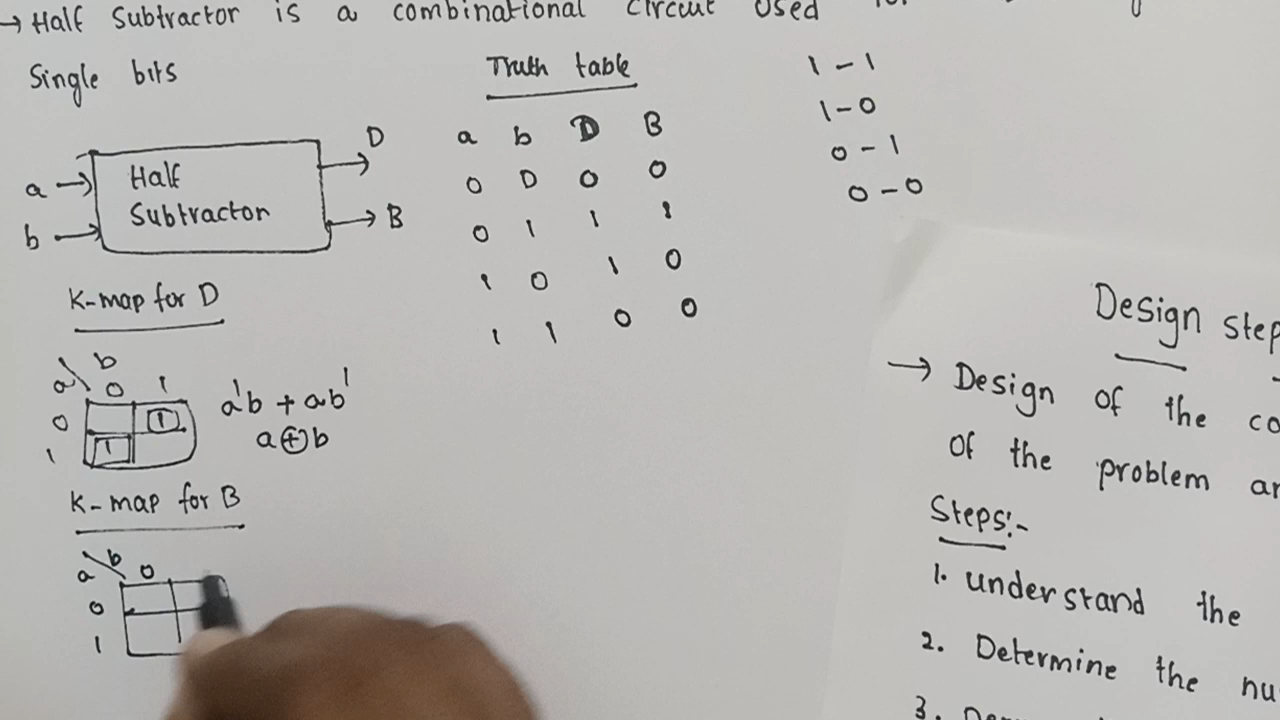 → Half Subtractor is a combinational circuit used
Single bits
a
b
Half
Subtractor
D
B
Truth table
a b D B
0 0 0 0
0 1 1 1
1 0 1 0
1 1 0 0
1 - 1
1 - 0
0 - 1
0 - 0
K-map for D
a b
0 1
0 1
1 1
a'b + ab'
a⊕b
K-map for B
a b
0
0
1
Design step
→ Design of the co
of the problem an
Steps:-
1. understand the
2. Determine the nu
3.